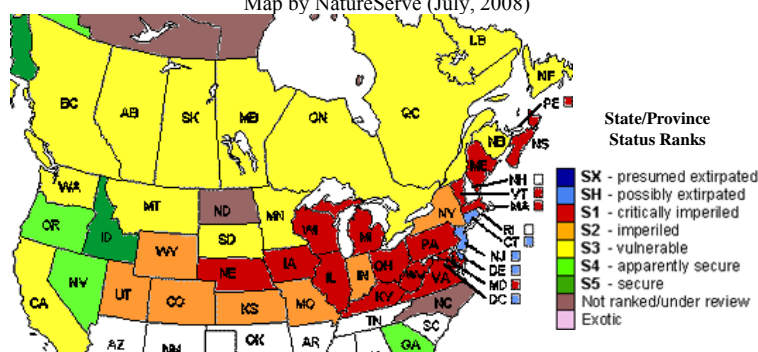 Map by NatureServe (July, 2008)
LB
NF
BC
AB
SK
MB
ON
QC
PE
NB
NS
ME
NH
VT
MA
WA
MT
ND
MN
OR
ID
SD
WI
MI
NY
RI
CT
WY
NE
IA
PA
NJ
DE
MD
DC
CA
NV
UT
CO
KS
MO
IL
IN
OH
WV
VA
KY
NC
TN
SC
AZ
NM
OK
AR
GA
State/Province
Status Ranks
SX - presumed extirpated
SH - possibly extirpated
S1 - critically imperiled
S2 - imperiled
S3 - vulnerable
S4 - apparently secure
S5 - secure
Not ranked/under review
Exotic